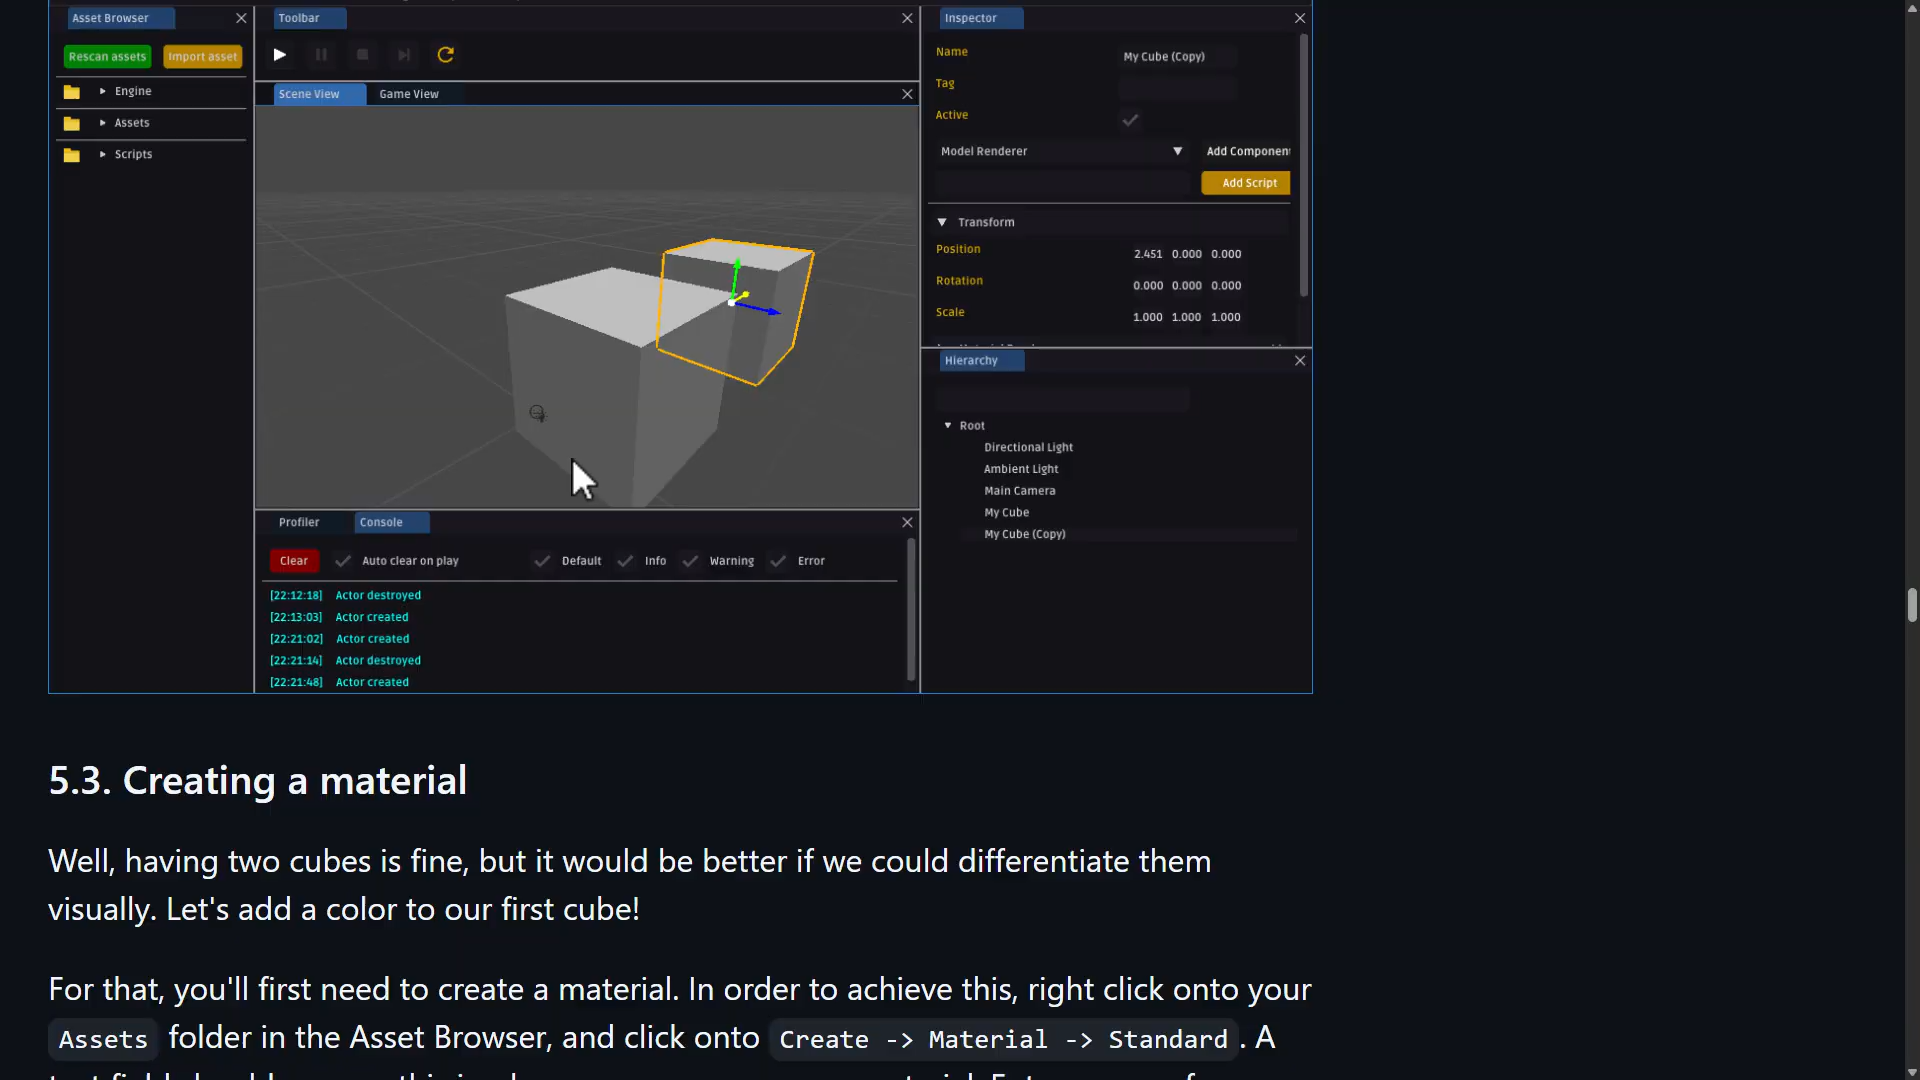 Asset Browser
Toolbar
Inspector
Rescan assets
Import asset
Engine
Assets
Scripts
Scene View
Game View
Name
My Cube (Copy)
Tag
Active
Model Renderer
Add Component
Add Script
Transform
Position
2.451 0.000 0.000
Rotation
0.000 0.000 0.000
Scale
1.000 1.000 1.000
Hierarchy
Root
Directional Light
Ambient Light
Main Camera
My Cube
My Cube (Copy)
Profiler
Console
Clear
Auto clear on play
Default
Info
Warning
Error
[22:12:18] Actor destroyed
[22:13:03] Actor created
[22:21:02] Actor created
[22:21:14] Actor destroyed
[22:21:48] Actor created
5.3. Creating a material
Well, having two cubes is fine, but it would be better if we could differentiate them
visually. Let's add a color to our first cube!
For that, you'll first need to create a material. In order to achieve this, right click onto your
Assets folder in the Asset Browser, and click onto Create -> Material -> Standard. A